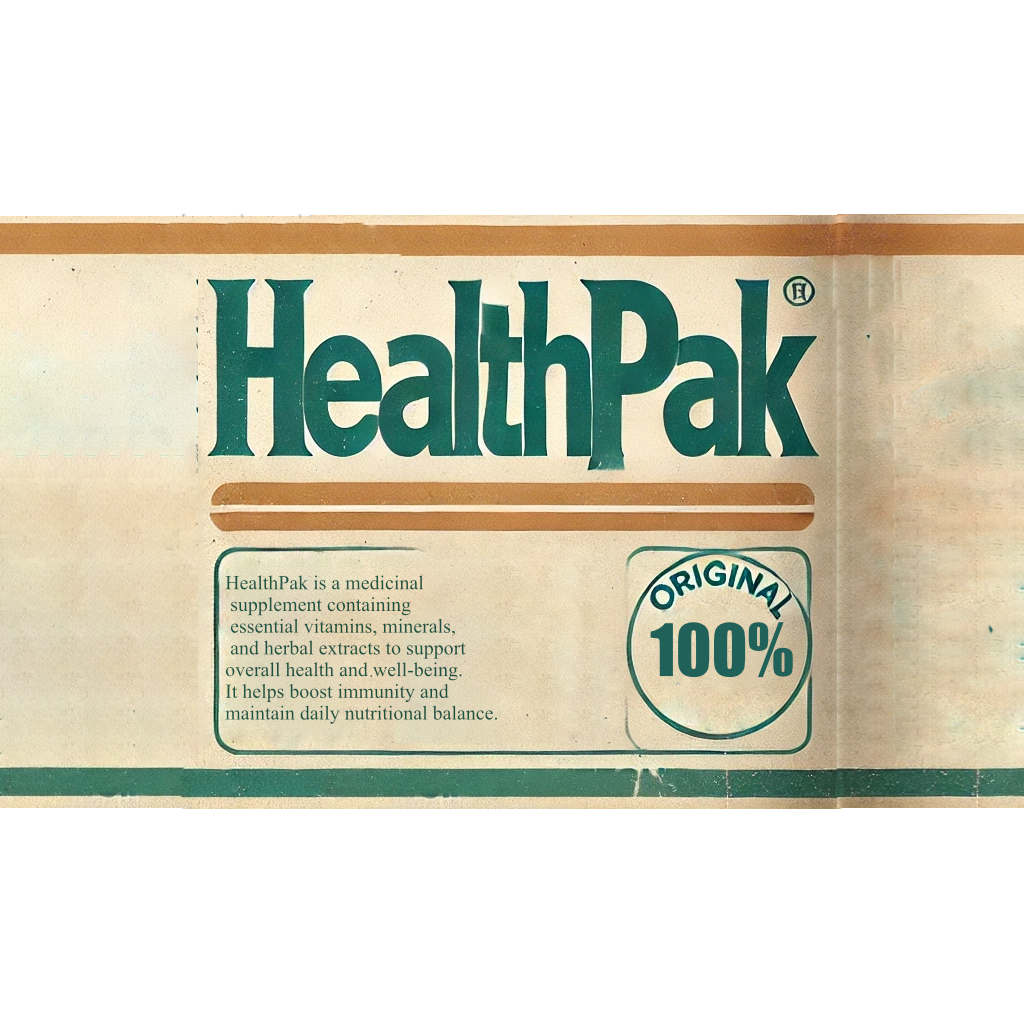 HealthPak
HealthPak is a medicinal
supplement containing
essential vitamins, minerals,
and herbal extracts to support
overall health and well-being.
It helps boost immunity and
maintain daily nutritional balance.
ORIGINAL
100%